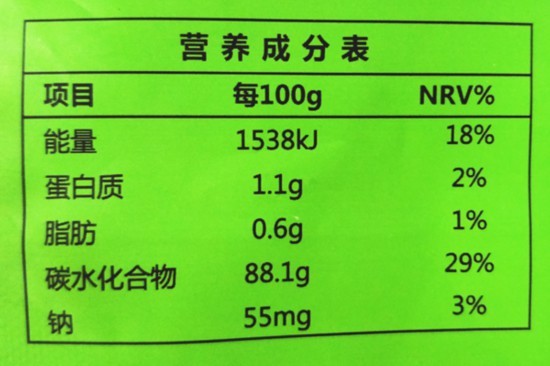 营养成分表
项目 每100g NRV%
能量 1538kJ 18%
蛋白质 1.1g 2%
脂肪 0.6g 1%
碳水化合物 88.1g 29%
钠 55mg 3%